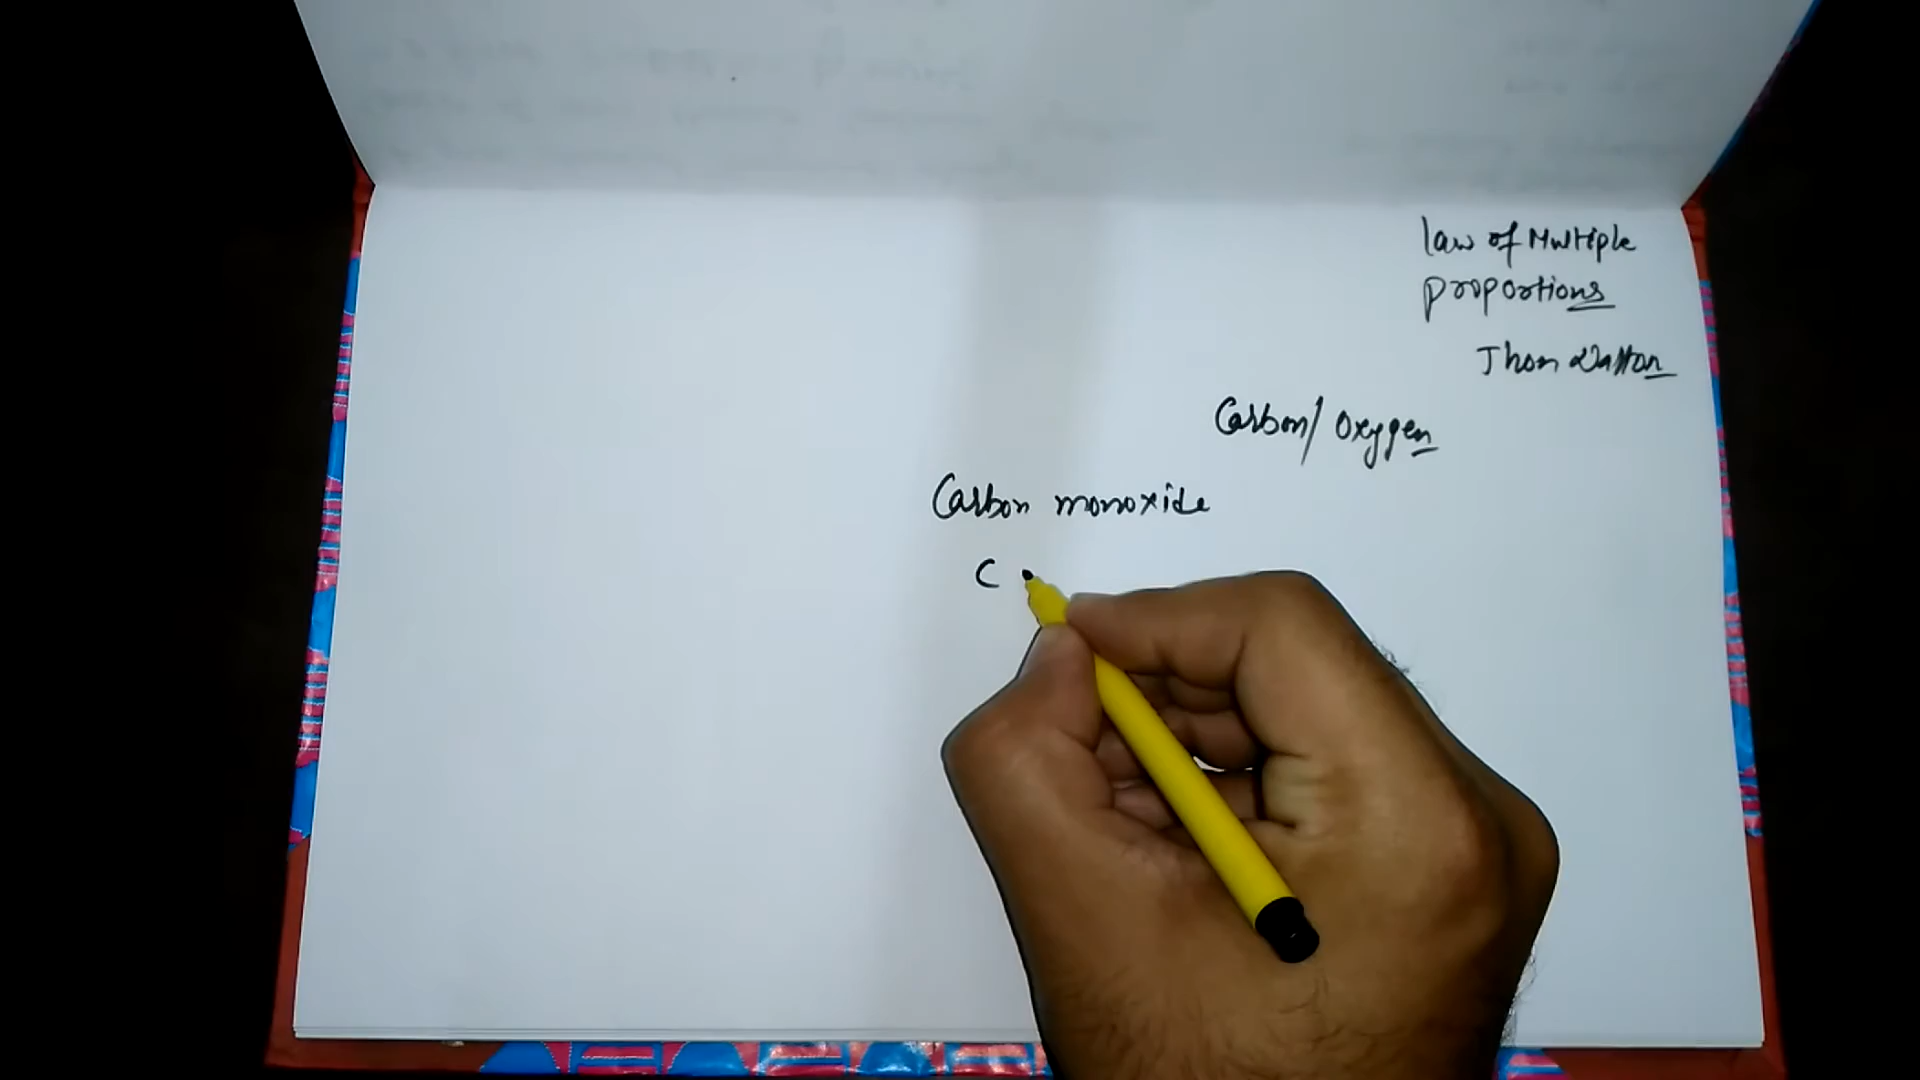 law of Multiple
proportions
Jhon Dalton
Carbon/ Oxygen
Carbon monoxide
C